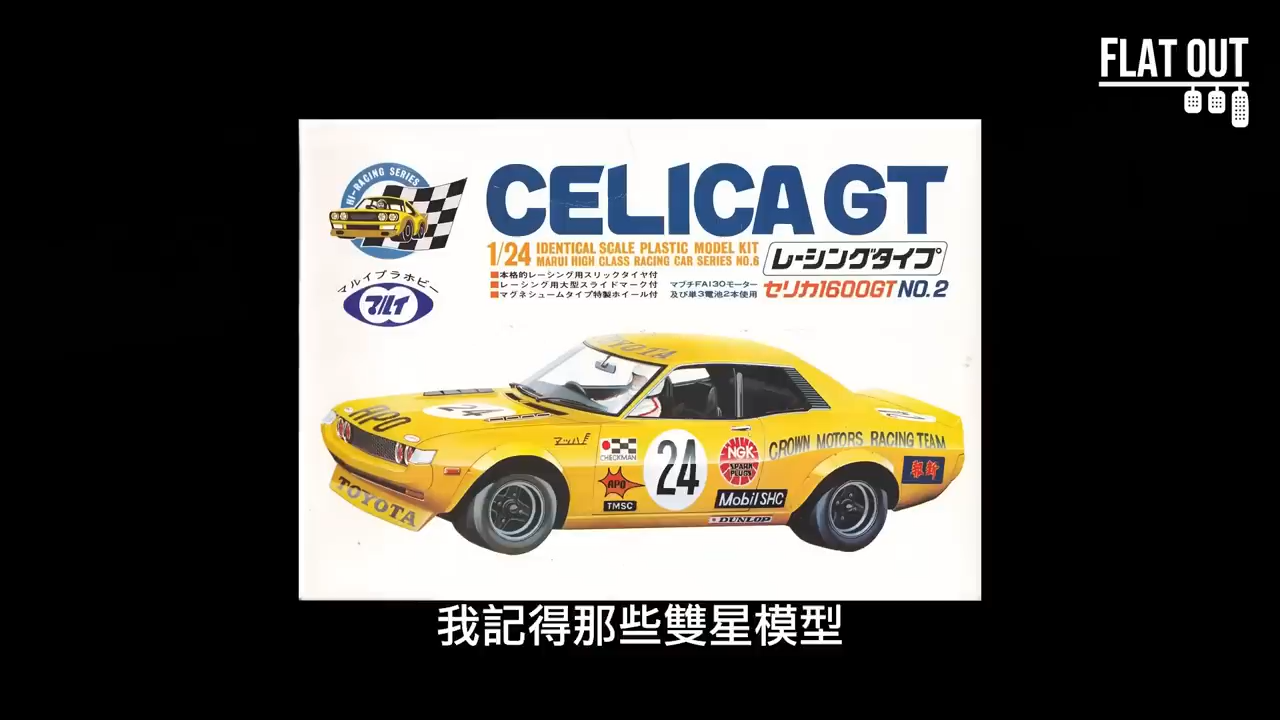 FLAT OUT
HI-RACING SERIES
CELICA GT
1/24 IDENTICAL SCALE PLASTIC MODEL KIT
MARUI HIGH CLASS RACING CAR SERIES NO.6
レーシングタイプ
■本格的レーシング用スリックタイヤ付
■レーシング用大型スライドマーク付
■マグネシュームタイプ特製ホイール付
マブチFA130モーター
及び単3電池2本使用
セリカ1600GT NO.2
マルイプラホビー
マルイ
TOYOTA
24
APO
マッハ
CHECKMAN
24
NGK
SPARK PLUGS
CROWN MOTORS RACING TEAM
APO
TMSC
Mobil SHC
DUNLOP
TOYOTA
我記得那些雙星模型